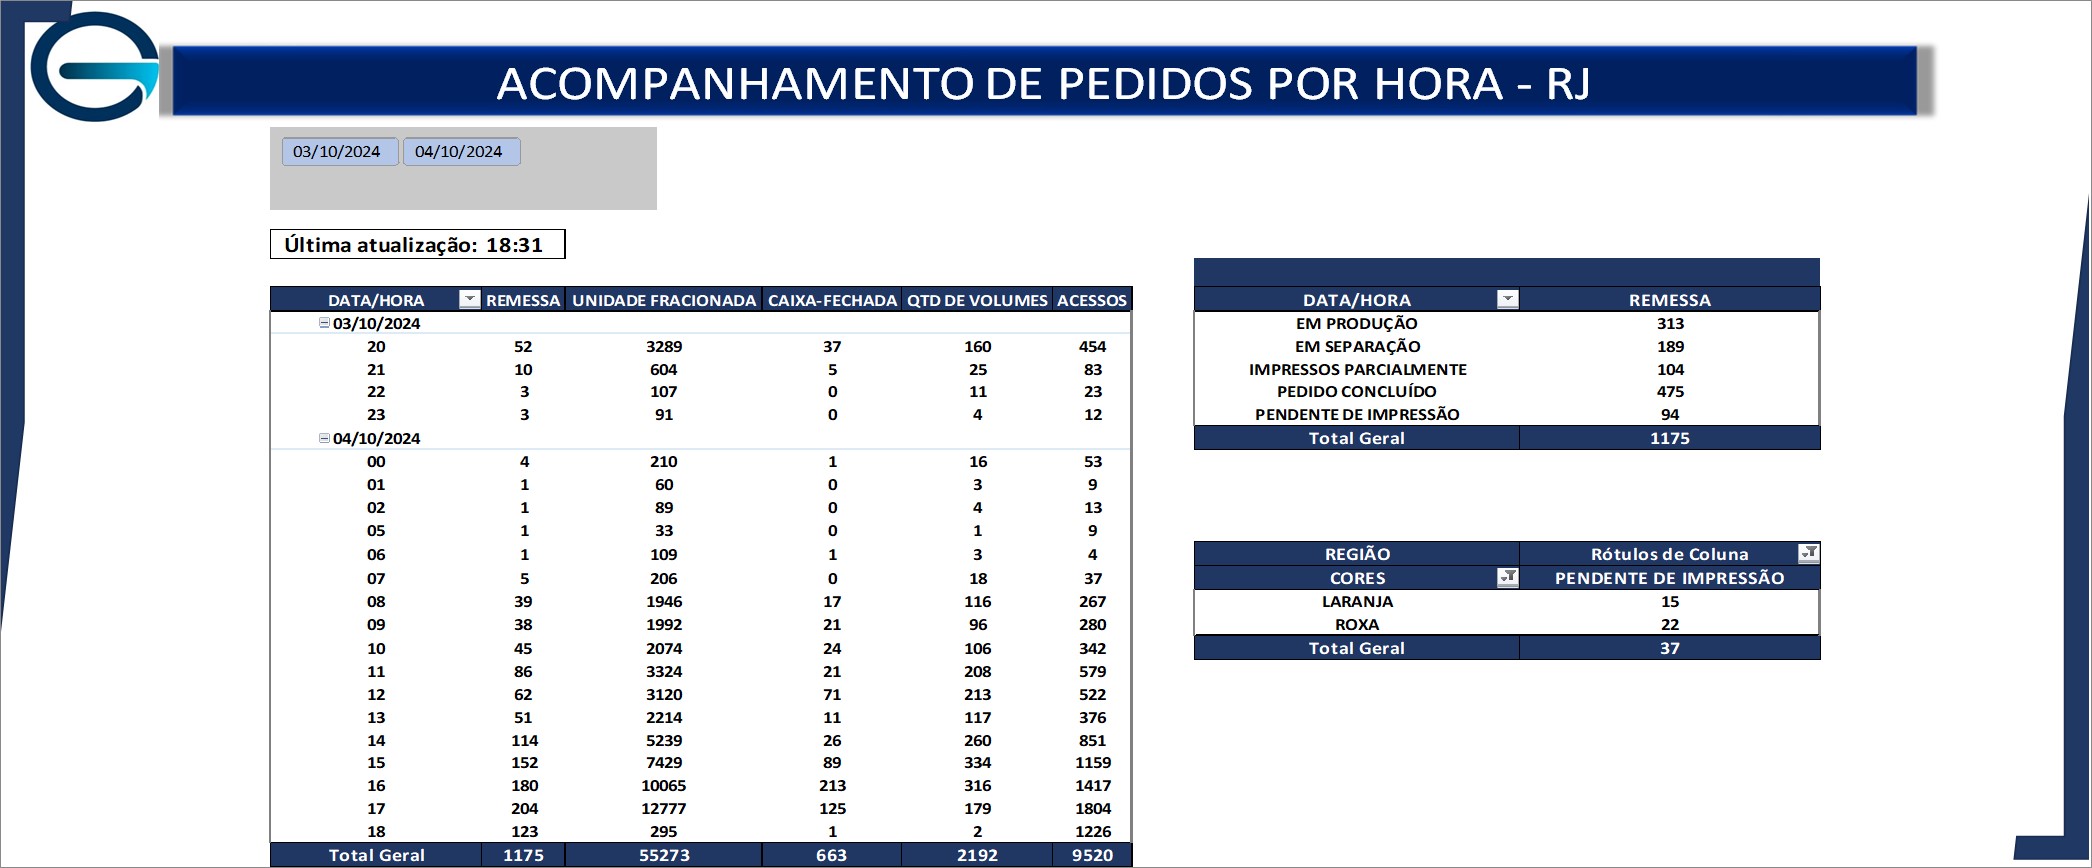 ACOMPANHAMENTO DE PEDIDOS POR HORA - RJ
03/10/2024 04/10/2024
Última atualização: 18:31
DATA/HORA REMESSA UNIDADE FRACIONADA CAIXA-FECHADA QTD DE VOLUMES ACESSOS
03/10/2024
20 52 3289 37 160 454
21 10 604 5 25 83
22 3 107 0 11 23
23 3 91 0 4 12
04/10/2024
00 4 210 1 16 53
01 1 60 0 3 9
02 1 89 0 4 13
05 1 33 0 1 9
06 1 109 1 3 4
07 5 206 0 18 37
08 39 1946 17 116 267
09 38 1992 21 96 280
10 45 2074 24 106 342
11 86 3324 21 208 579
12 62 3120 71 213 522
13 51 2214 11 117 376
14 114 5239 26 260 851
15 152 7429 89 334 1159
16 180 10065 213 316 1417
17 204 12777 125 179 1804
18 123 295 1 2 1226
Total Geral 1175 55273 663 2192 9520
DATA/HORA REMESSA
EM PRODUÇÃO 313
EM SEPARAÇÃO 189
IMPRESSOS PARCIALMENTE 104
PEDIDO CONCLUÍDO 475
PENDENTE DE IMPRESSÃO 94
Total Geral 1175
REGIÃO Rótulos de Coluna
CORES PENDENTE DE IMPRESSÃO
LARANJA 15
ROXA 22
Total Geral 37